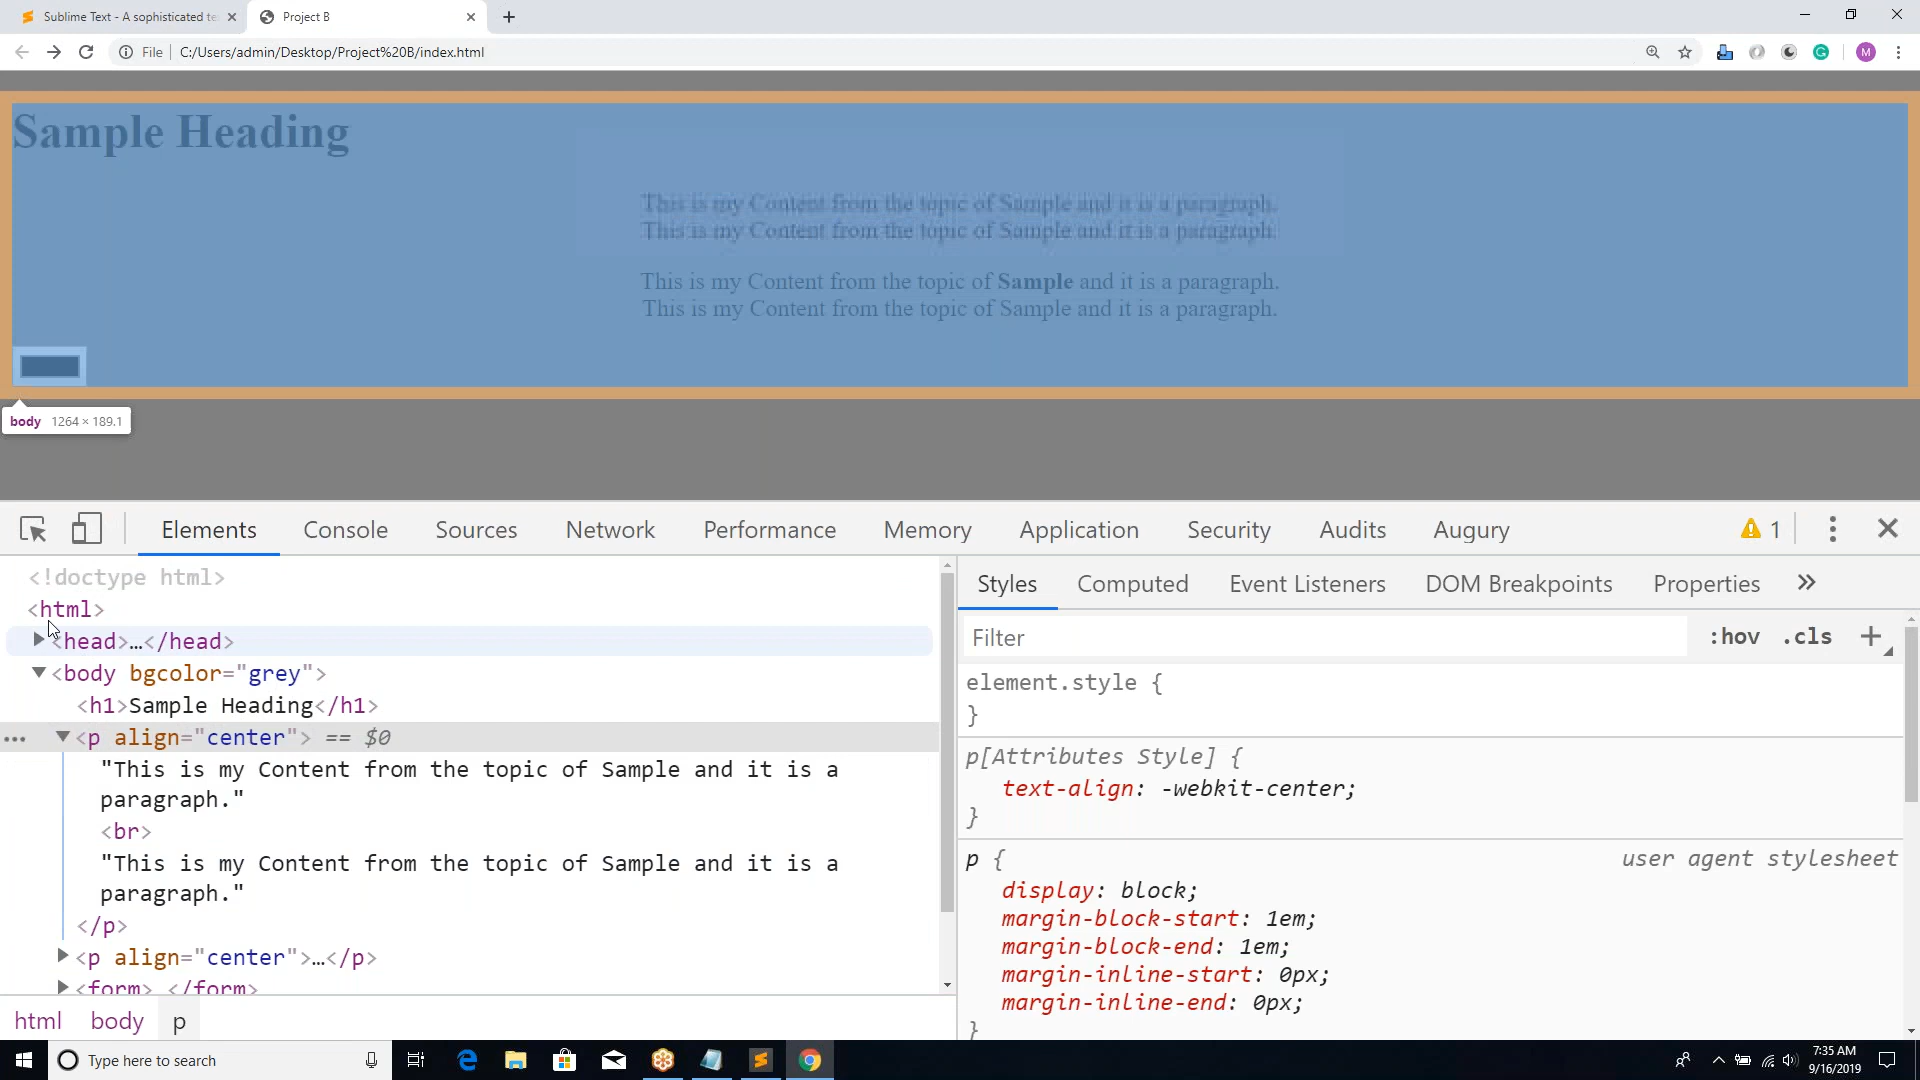 Sublime Text - A sophisticated te
Project B
File
C:/Users/admin/Desktop/Project%20B/index.html
M
Sample Heading
This is my Content from the topic of Sample and it is a paragraph.
This is my Content from the topic of Sample and it is a paragraph.
This is my Content from the topic of Sample and it is a paragraph.
This is my Content from the topic of Sample and it is a paragraph.
body 1264 × 189.1
Elements Console Sources Network Performance Memory Application Security Audits Augury 1
<!doctype html>
<html>
<head>…</head>
<body bgcolor="grey">
<h1>Sample Heading</h1>
<p align="center"> == $0
"This is my Content from the topic of Sample and it is a
paragraph."
<br>
"This is my Content from the topic of Sample and it is a
paragraph."
</p>
<p align="center">…</p>
<form> </form>
html body p
Styles Computed Event Listeners DOM Breakpoints Properties »
Filter
:hov .cls +
element.style {
}
p[Attributes Style] {
text-align: -webkit-center;
}
p { user agent stylesheet
display: block;
margin-block-start: 1em;
margin-block-end: 1em;
margin-inline-start: 0px;
margin-inline-end: 0px;
}
Type here to search
7:35 AM
9/16/2019